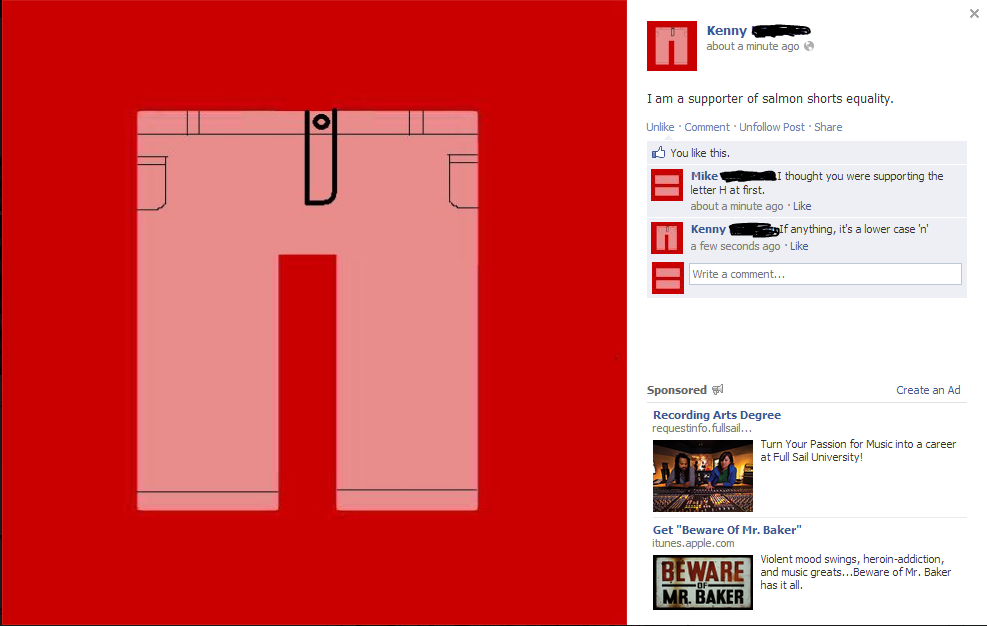 Kenny
about a minute ago
I am a supporter of salmon shorts equality.
Unlike · Comment · Unfollow Post · Share
You like this.
Mike I thought you were supporting the
letter H at first.
about a minute ago · Like
Kenny If anything, it's a lower case 'n'
a few seconds ago · Like
Write a comment...
Sponsored
Create an Ad
Recording Arts Degree
requestinfo.fullsail...
Turn Your Passion for Music into a career
at Full Sail University!
Get "Beware Of Mr. Baker"
itunes.apple.com
BEWARE
OF
MR. BAKER
Violent mood swings, heroin-addiction,
and music greats...Beware of Mr. Baker
has it all.